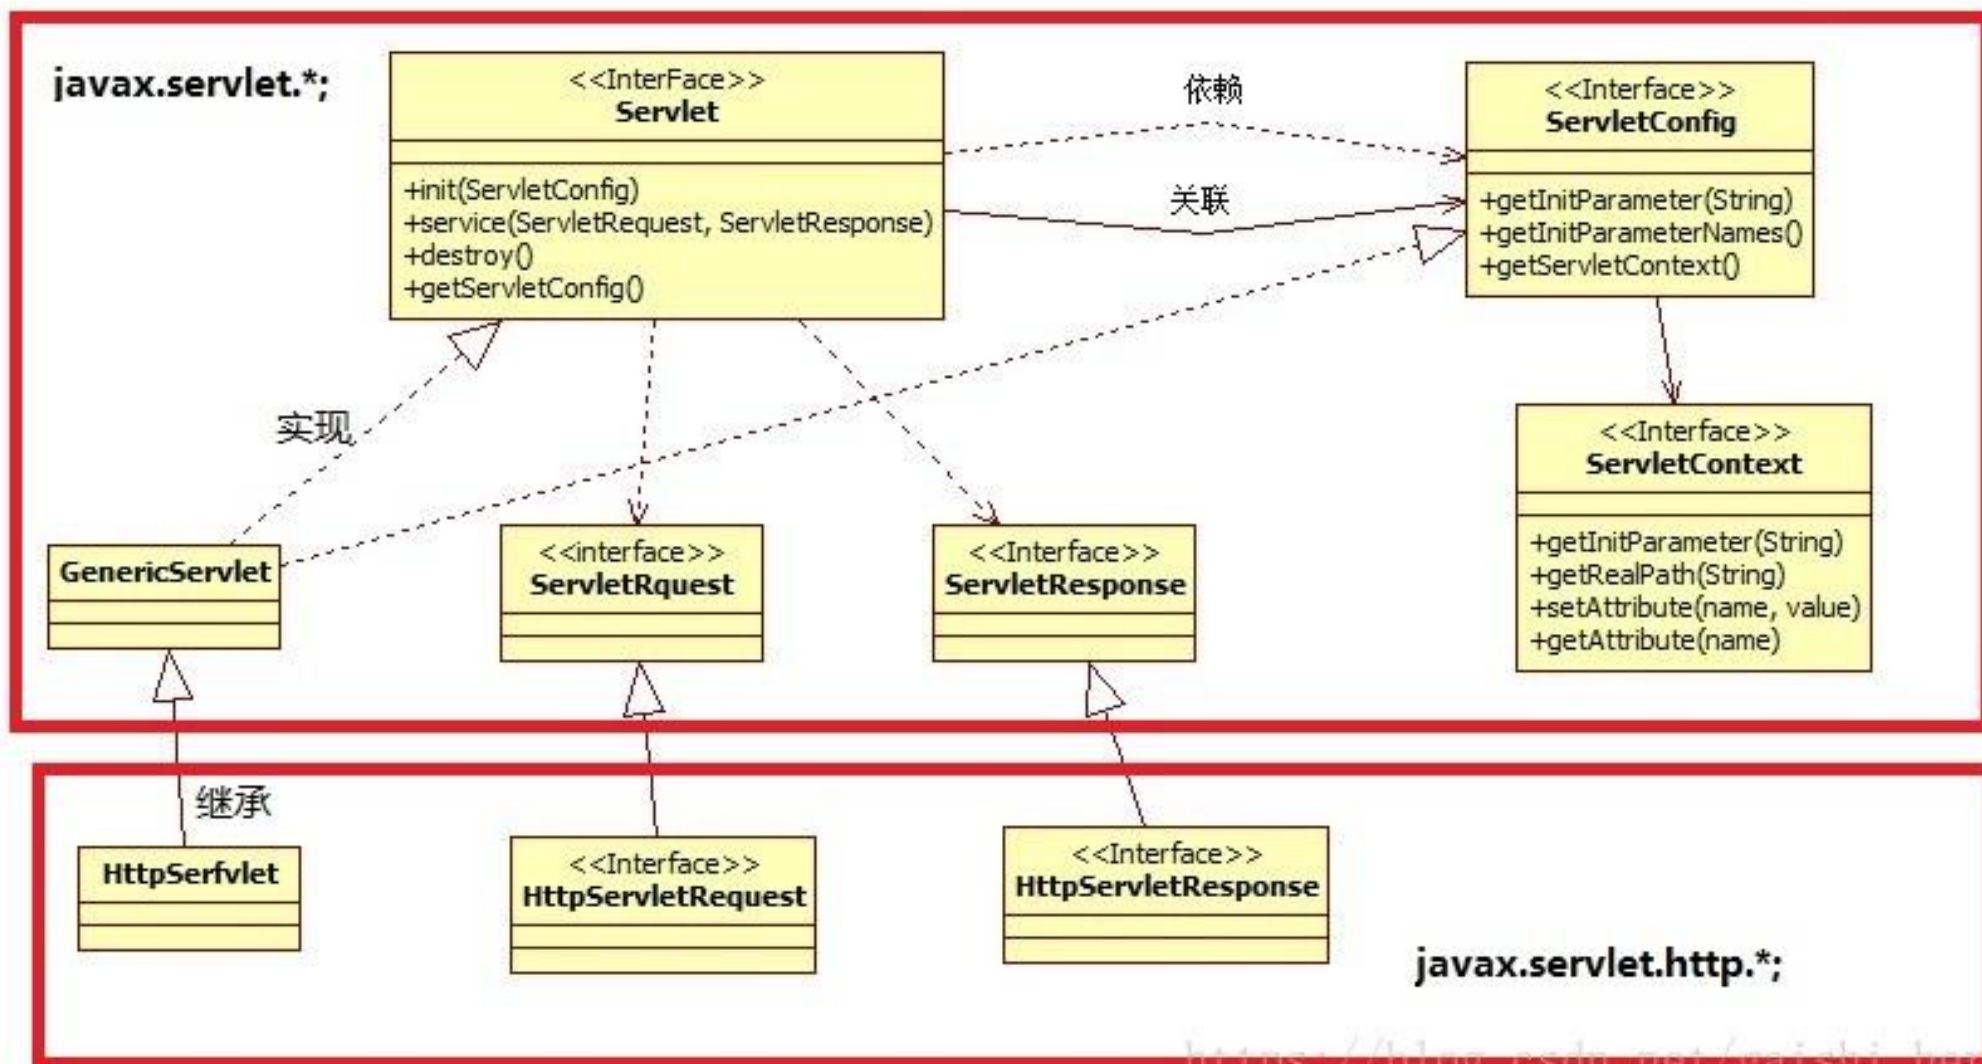 javax.servlet.*;
<<InterFace>>
Servlet
+init(ServletConfig)
+service(ServletRequest, ServletResponse)
+destroy()
+getServletConfig()
依赖
关联
<<Interface>>
ServletConfig
+getInitParameter(String)
+getInitParameterNames()
+getServletContext()
实现
<<Interface>>
ServletContext
+getInitParameter(String)
+getRealPath(String)
+setAttribute(name, value)
+getAttribute(name)
GenericServlet
<<interface>>
ServletRquest
<<Interface>>
ServletResponse
继承
HttpSerfvlet
<<Interface>>
HttpServletRequest
<<Interface>>
HttpServletResponse
javax.servlet.http.*;